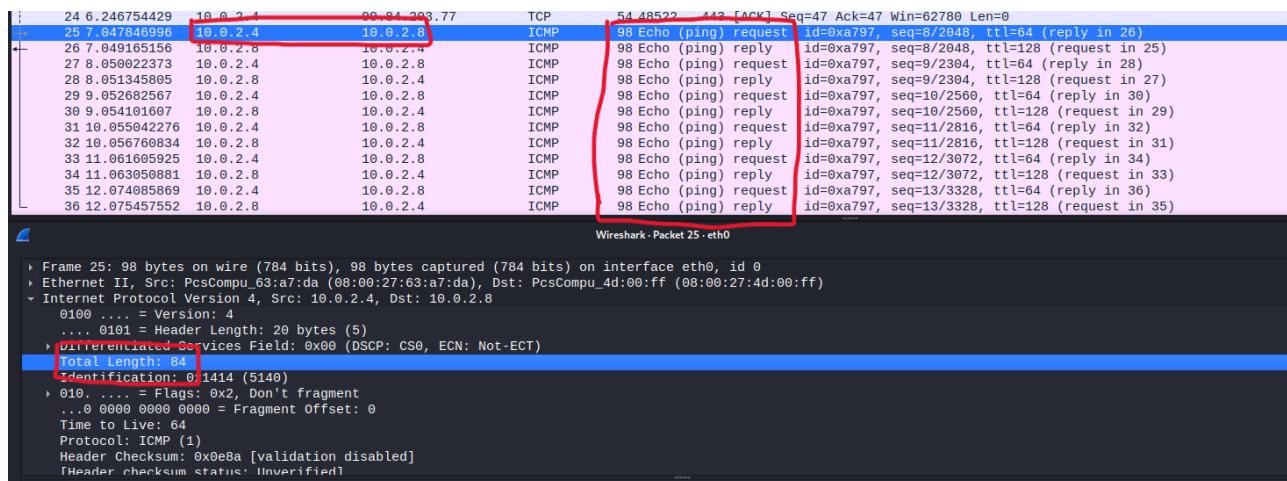 24 6.246754429 10.0.2.4 99.84.203.77 TCP 54 48522 443 [ACK] Seq=47 Ack=47 Win=62780 Len=0
25 7.047846996 10.0.2.4 10.0.2.8 ICMP 98 Echo (ping) request id=0xa797, seq=8/2048, ttl=64 (reply in 26)
26 7.049165156 10.0.2.8 10.0.2.4 ICMP 98 Echo (ping) reply id=0xa797, seq=8/2048, ttl=128 (request in 25)
27 8.050022373 10.0.2.4 10.0.2.8 ICMP 98 Echo (ping) request id=0xa797, seq=9/2304, ttl=64 (reply in 28)
28 8.051345805 10.0.2.8 10.0.2.4 ICMP 98 Echo (ping) reply id=0xa797, seq=9/2304, ttl=128 (request in 27)
29 9.052682567 10.0.2.4 10.0.2.8 ICMP 98 Echo (ping) request id=0xa797, seq=10/2560, ttl=64 (reply in 30)
30 9.054101607 10.0.2.8 10.0.2.4 ICMP 98 Echo (ping) reply id=0xa797, seq=10/2560, ttl=128 (request in 29)
31 10.055042276 10.0.2.4 10.0.2.8 ICMP 98 Echo (ping) request id=0xa797, seq=11/2816, ttl=64 (reply in 32)
32 10.056760834 10.0.2.8 10.0.2.4 ICMP 98 Echo (ping) reply id=0xa797, seq=11/2816, ttl=128 (request in 31)
33 11.061605925 10.0.2.4 10.0.2.8 ICMP 98 Echo (ping) request id=0xa797, seq=12/3072, ttl=64 (reply in 34)
34 11.063050881 10.0.2.8 10.0.2.4 ICMP 98 Echo (ping) reply id=0xa797, seq=12/3072, ttl=128 (request in 33)
35 12.074085869 10.0.2.4 10.0.2.8 ICMP 98 Echo (ping) request id=0xa797, seq=13/3328, ttl=64 (reply in 36)
36 12.075457552 10.0.2.8 10.0.2.4 ICMP 98 Echo (ping) reply id=0xa797, seq=13/3328, ttl=128 (request in 35)
Wireshark · Packet 25 · eth0
Frame 25: 98 bytes on wire (784 bits), 98 bytes captured (784 bits) on interface eth0, id 0
Ethernet II, Src: PcsCompu_63:a7:da (08:00:27:63:a7:da), Dst: PcsCompu_4d:00:ff (08:00:27:4d:00:ff)
Internet Protocol Version 4, Src: 10.0.2.4, Dst: 10.0.2.8
0100 .... = Version: 4
.... 0101 = Header Length: 20 bytes (5)
Differentiated Services Field: 0x00 (DSCP: CS0, ECN: Not-ECT)
Total Length: 84
Identification: 0x1414 (5140)
010. .... = Flags: 0x2, Don't fragment
...0 0000 0000 0000 = Fragment Offset: 0
Time to Live: 64
Protocol: ICMP (1)
Header Checksum: 0x0e8a [validation disabled]
[Header checksum status: Unverified]